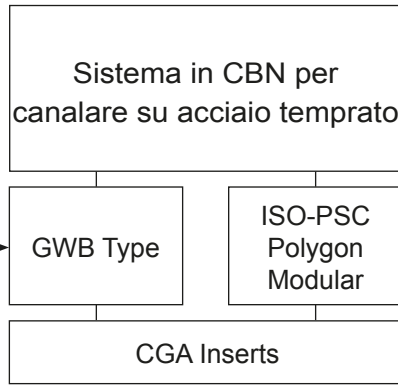 Sistema in CBN per
canalare su acciaio temprato
GWB Type
ISO-PSC
Polygon
Modular
CGA Inserts